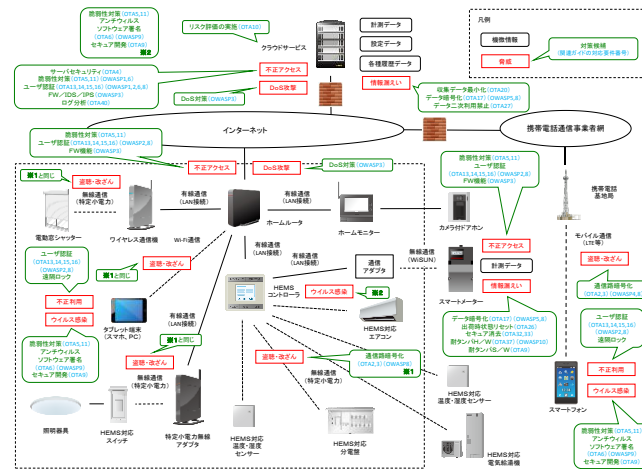 脆弱性対策(OTA5,11)
アンチウィルス
ソフトウェア署名
(OTA6)(OWASP9)
セキュア開発(OTA9)
※2
リスク評価の実施(OTA10)
クラウドサービス
計測データ
設定データ
各種履歴データ
凡例
機微情報
脅威
対策候補
(関連ガイドの対応要件番号)
サーバセキュリティ(OTA4)
脆弱性対策(OTA5,11)(OWASP1,6)
ユーザ認証(OTA13,14,15,16)(OWASP1,2,6,8)
FW/IDS/IPS(OWASP3)
ログ分析(OTA40)
不正アクセス
DoS攻撃
情報漏えい
DoS対策(OWASP3)
収集データ最小化(OTA20)
データ暗号化(OTA17)(OWASP5,8)
データ二次利用禁止(OTA27)
インターネット
携帯電話通信事業者網
脆弱性対策(OTA5,11)
ユーザ認証(OTA13,14,15,16)(OWASP2,8)
FW機能(OWASP3)
不正アクセス
DoS攻撃
DoS対策(OWASP3)
※1と同じ
盗聴・改ざん
無線通信
(特定小電力)
電動窓シャッター
ワイヤレス通信機
有線通信
(LAN接続)
Wi-Fi通信
ホームルータ
有線通信
(LAN接続)
ホームモニター
脆弱性対策(OTA5,11)
ユーザ認証
(OTA13,14,15,16)(OWASP2,8)
FW機能(OWASP3)
カメラ付ドアホン
携帯電話
基地局
モバイル通信
(LTE等)
盗聴・改ざん
通信路暗号化
(OTA2,3)(OWASP4,8)
ユーザ認証
(OTA13,14,15,16)
(OWASP2,8)
遠隔ロック
不正利用
ウイルス感染
※1と同じ
盗聴・改ざん
タブレット端末
(スマホ、PC)
有線通信
(LAN接続)
有線通信
(LAN接続)
有線通信
(LAN接続)
HEMS
コントローラ
通信
アダプタ
無線通信
(WiSUN)
ウイルス感染
※2
HEMS対応
エアコン
不正アクセス
計測データ
情報漏えい
スマートメーター
データ暗号化(OTA17)(OWASP5,8)
出荷時状態リセット(OTA26)
セキュア消去(OTA32,33)
耐タンパH/W(OTA37)(OWASP10)
耐タンパS/W(OTA9)
脆弱性対策(OTA5,11)
アンチウィルス
ソフトウェア署名
(OTA6)(OWASP9)
セキュア開発(OTA9)
※1と同じ
盗聴・改ざん
無線通信
(特定小電力)
照明器具
HEMS対応
スイッチ
特定小電力無線
アダプタ
盗聴・改ざん
無線通信
(特定小電力)
通信路暗号化
(OTA2,3)(OWASP8)
※1
HEMS対応
温度・湿度
センサー
HEMS対応
分電盤
HEMS対応
温度・湿度センサー
HEMS対応
電気給湯機
ユーザ認証
(OTA13,14,15,16)
(OWASP2,8)
遠隔ロック
不正利用
ウイルス感染
スマートフォン
脆弱性対策(OTA5,11)
アンチウィルス
ソフトウェア署名
(OTA6)(OWASP9)
セキュア開発
(OTA9)